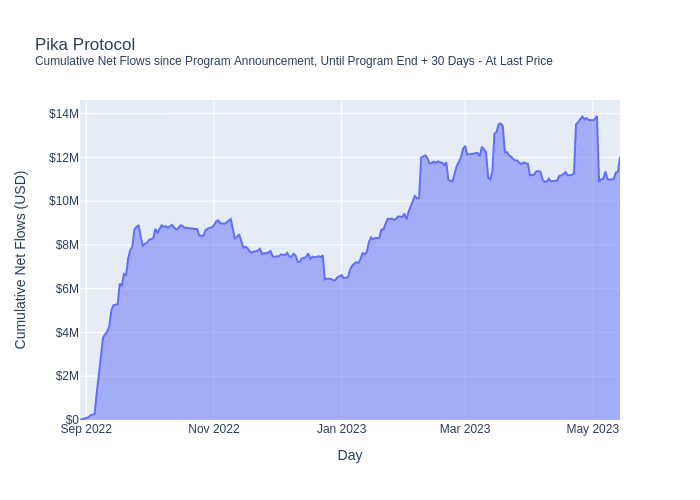 Pika Protocol
Cumulative Net Flows since Program Announcement, Until Program End + 30 Days - At Last Price
$14M
$12M
$10M
$8M
$6M
$4M
$2M
$0
Cumulative Net Flows (USD)
Sep 2022
Nov 2022
Jan 2023
Mar 2023
May 2023
Day